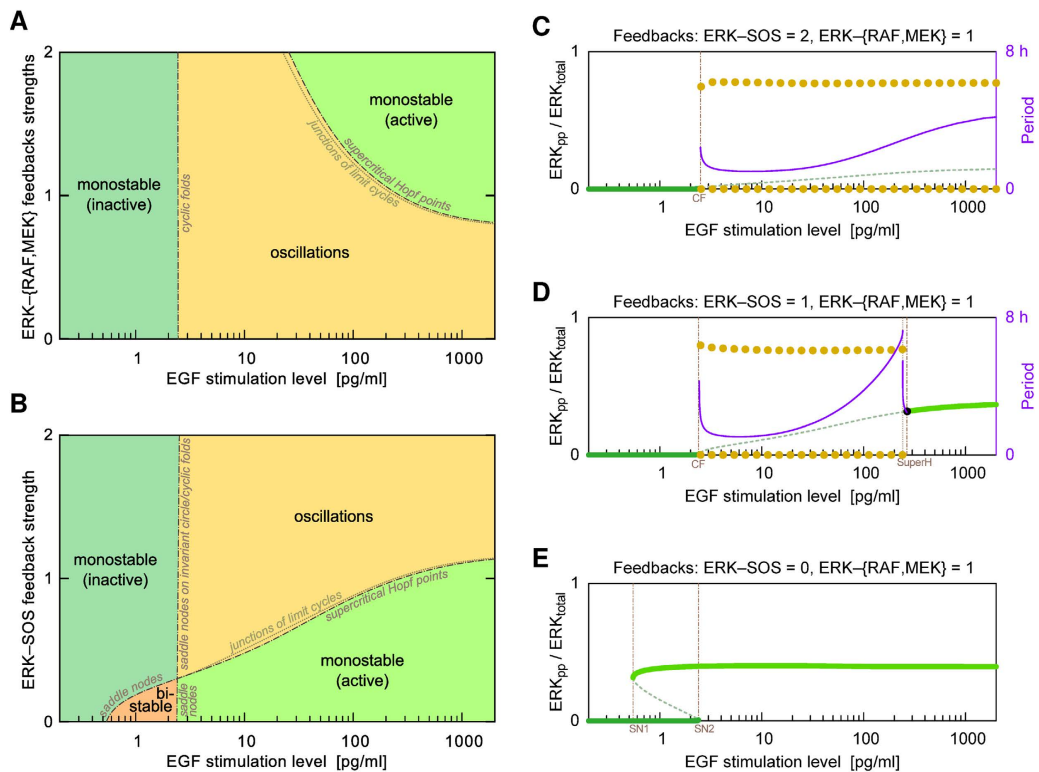 A
ERK–{RAF,MEK} feedbacks strengths
2
1
0
monostable
(inactive)
cyclic folds
monostable
(active)
supercritical Hopf points
junctions of limit cycles
oscillations
1 10 100 1000
EGF stimulation level [pg/ml]
B
ERK–SOS feedback strength
2
1
0
monostable
(inactive)
saddle nodes on invariant circle/cyclic folds
oscillations
junctions of limit cycles
supercritical Hopf points
saddle nodes
bi-
stable
saddle
nodes
monostable
(active)
1 10 100 1000
EGF stimulation level [pg/ml]
C
Feedbacks: ERK–SOS = 2, ERK–{RAF,MEK} = 1
ERKpp / ERKtotal
1
0
8 h
Period
0
CF
1 10 100 1000
EGF stimulation level [pg/ml]
D
Feedbacks: ERK–SOS = 1, ERK–{RAF,MEK} = 1
ERKpp / ERKtotal
1
0
8 h
Period
0
CF
SuperH
1 10 100 1000
EGF stimulation level [pg/ml]
E
Feedbacks: ERK–SOS = 0, ERK–{RAF,MEK} = 1
ERKpp / ERKtotal
1
0
SN1
SN2
1 10 100 1000
EGF stimulation level [pg/ml]